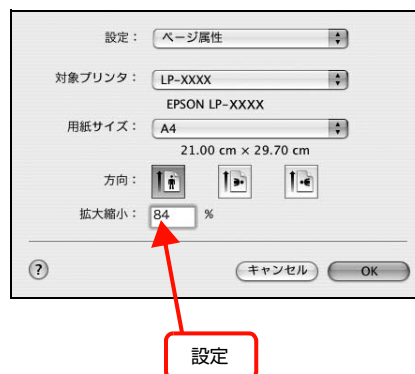 設定： ページ属性
対象プリンタ： LP-XXXX
EPSON LP-XXXX
用紙サイズ： A4
21.00 cm × 29.70 cm
方向：
拡大縮小： 84 %
? キャンセル OK
設定